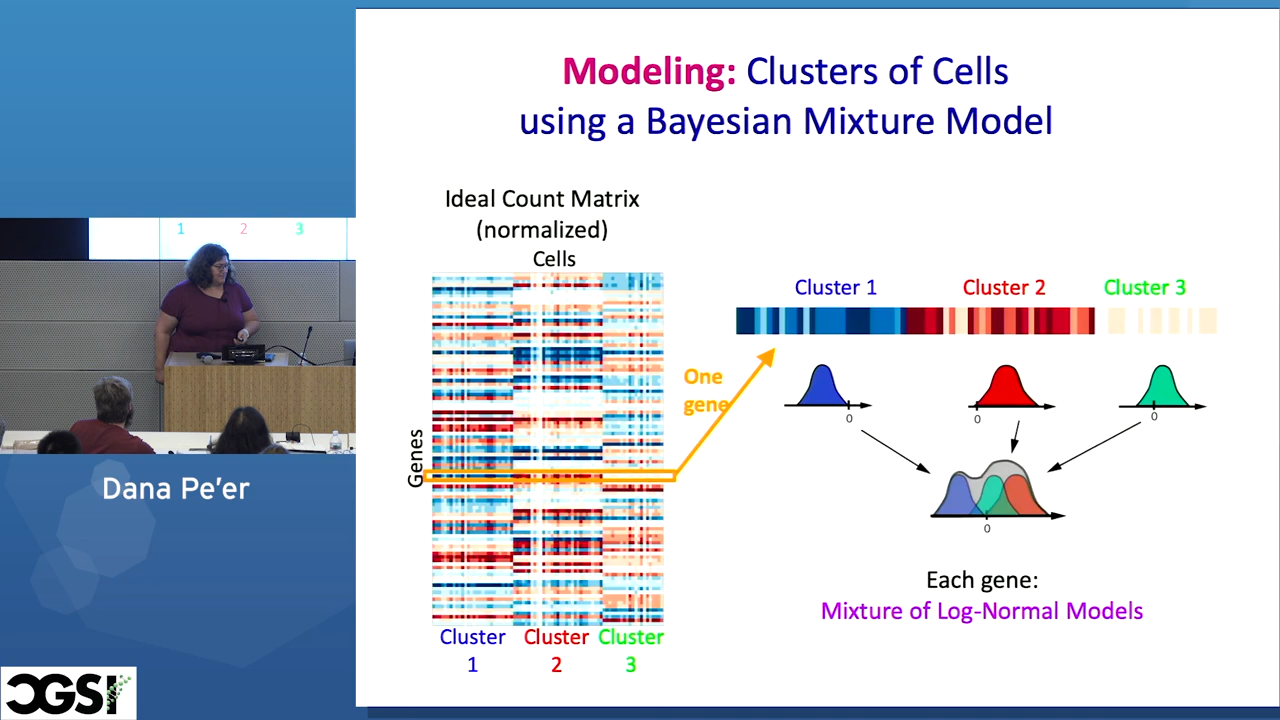 Modeling: Clusters of Cells
using a Bayesian Mixture Model
Ideal Count Matrix
(normalized)
Cells
Genes
Cluster
1
Cluster
2
Cluster
3
One
gene
Cluster 1
Cluster 2
Cluster 3
0
0
0
0
Each gene:
Mixture of Log-Normal Models
1
2
3
Dana Pe'er
CGSI